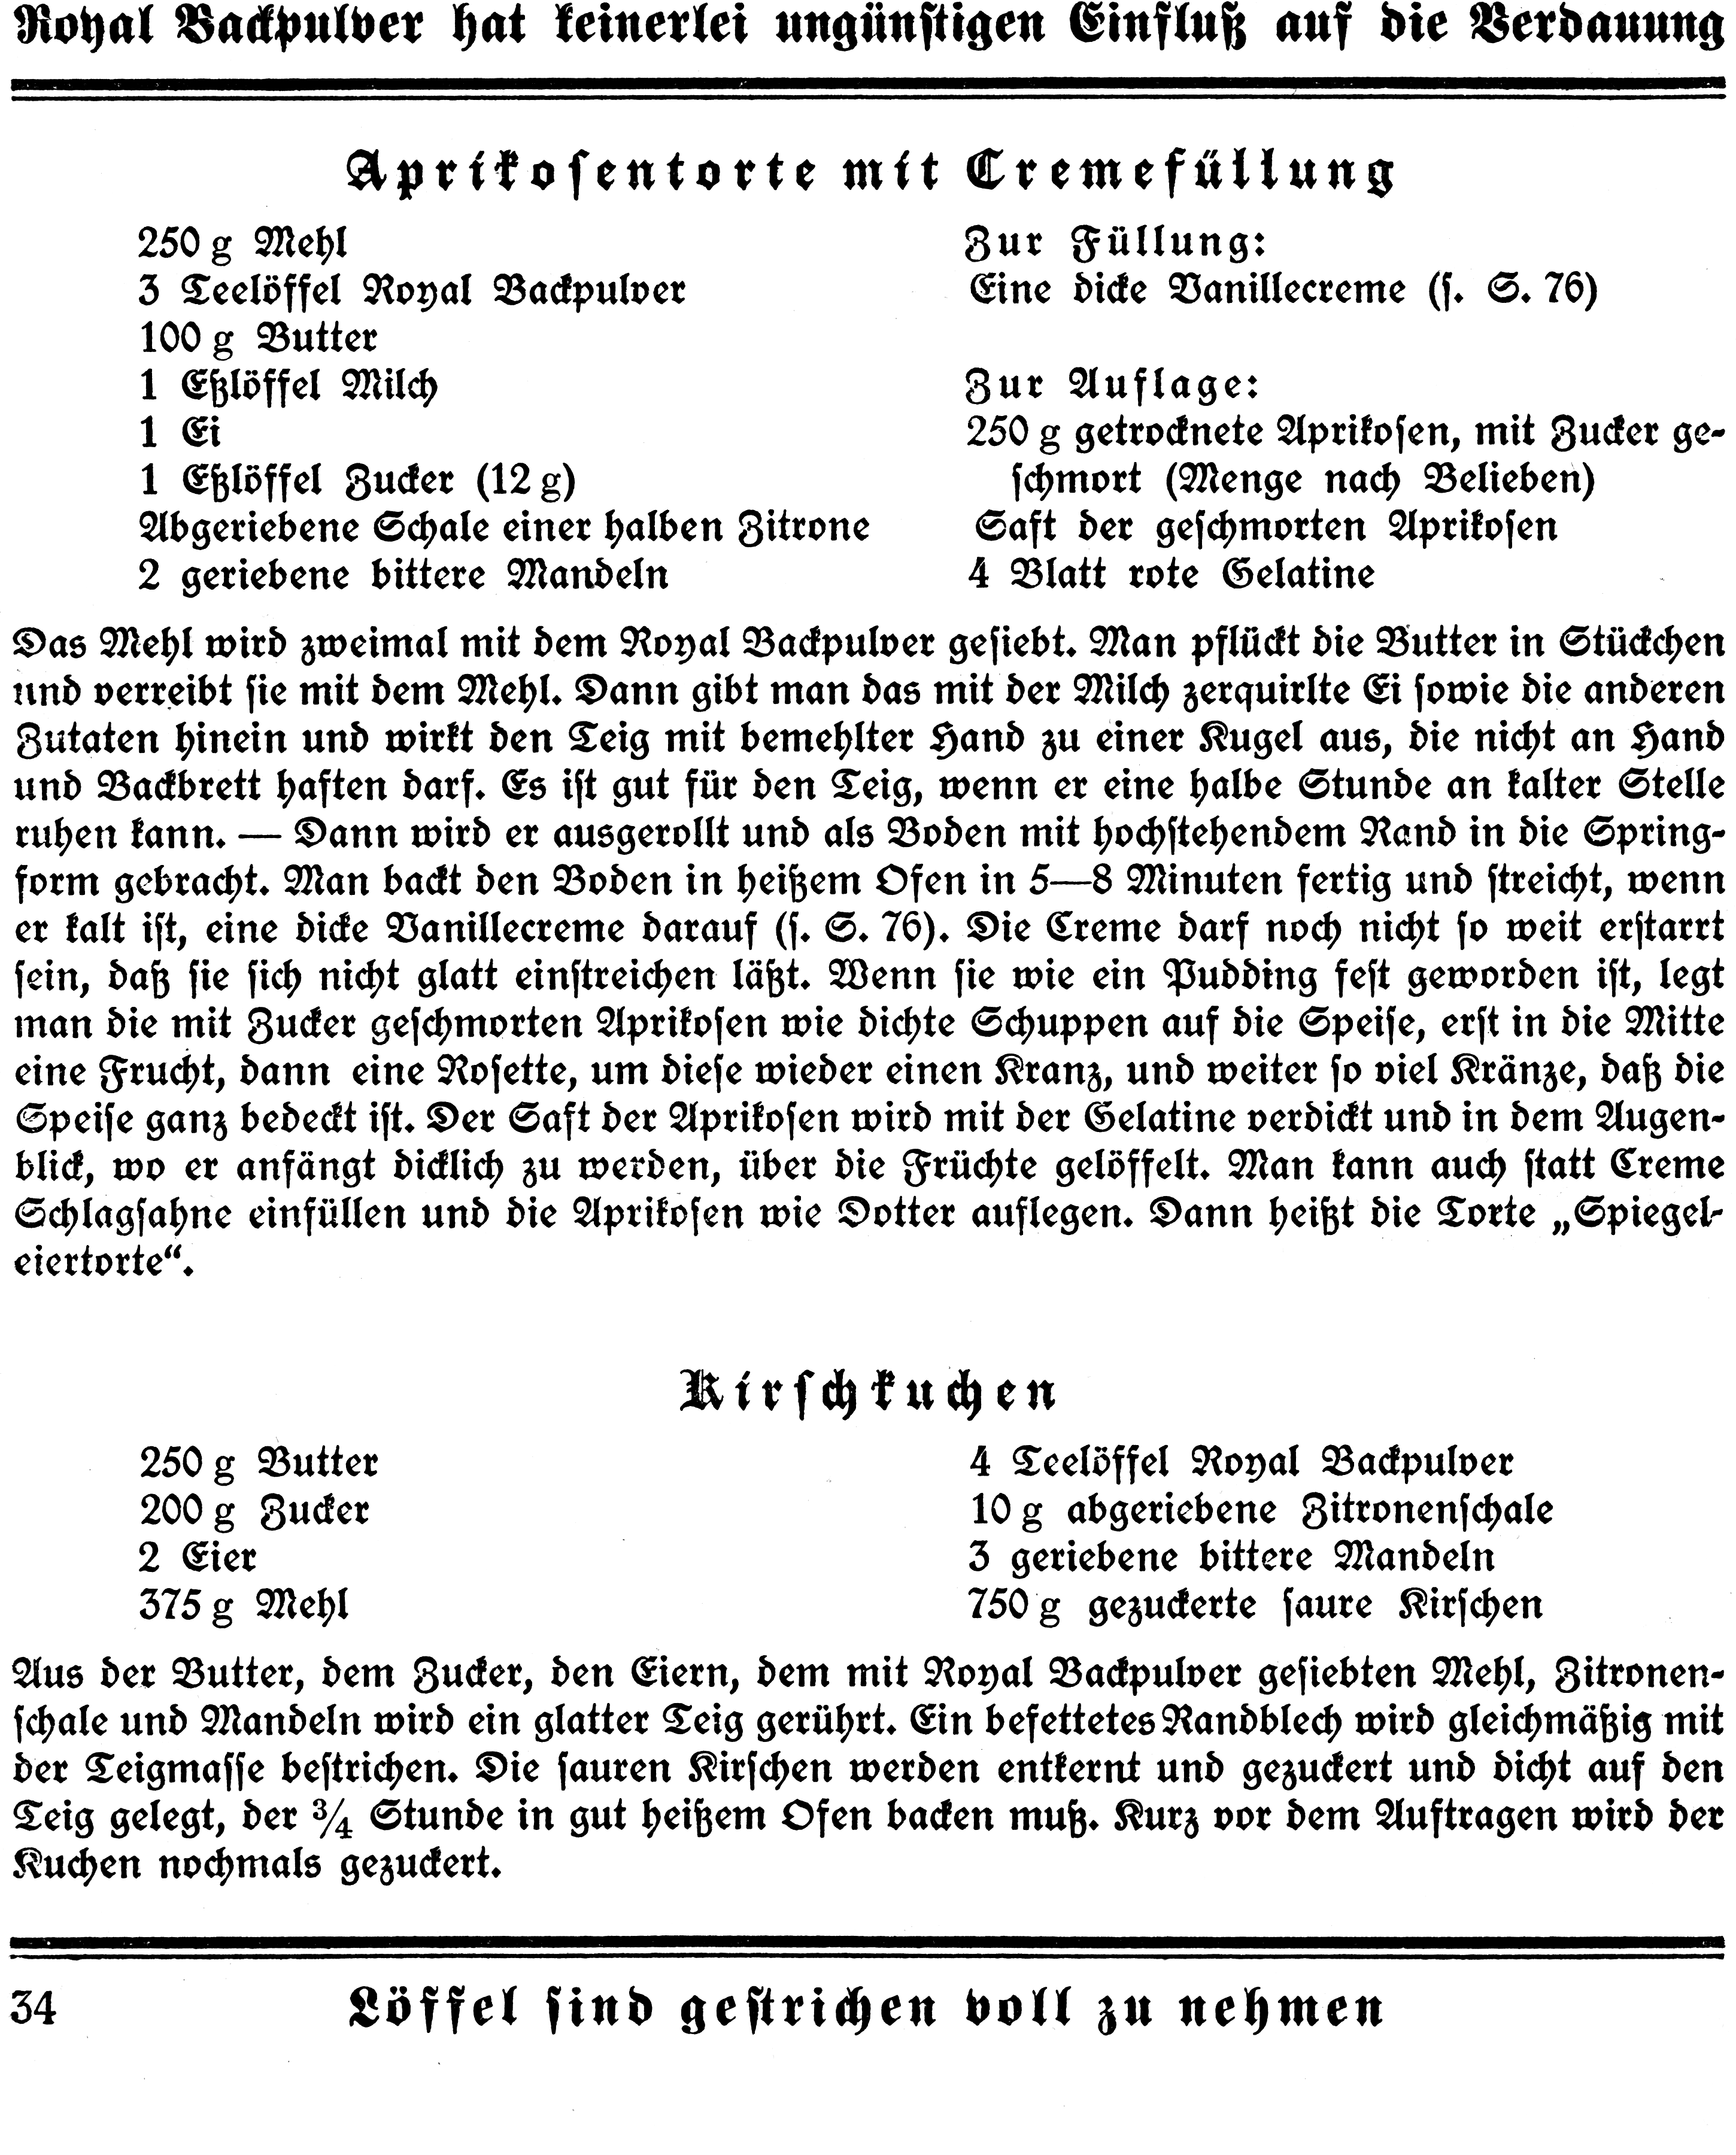 Royal Backpulver hat keinerlei ungünstigen Einfluß auf die Verdauung
Aprikosentorte mit Cremefüllung
250 g Mehl
3 Teelöffel Royal Backpulver
100 g Butter
1 Eßlöffel Milch
1 Ei
1 Eßlöffel Zucker (12 g)
Abgeriebene Schale einer halben Zitrone
2 geriebene bittere Mandeln
Zur Füllung:
Eine dicke Vanillecreme (s. S. 76)
Zur Auflage:
250 g getrocknete Aprikosen, mit Zucker ge-
schmort (Menge nach Belieben)
Saft der geschmorten Aprikosen
4 Blatt rote Gelatine
Das Mehl wird zweimal mit dem Royal Backpulver gesiebt. Man pflückt die Butter in Stückchen
und verreibt sie mit dem Mehl. Dann gibt man das mit der Milch zerquirlte Ei sowie die anderen
Zutaten hinein und wirkt den Teig mit bemehlter Hand zu einer Kugel aus, die nicht an Hand
und Backbrett haften darf. Es ist gut für den Teig, wenn er eine halbe Stunde an kalter Stelle
ruhen kann. — Dann wird er ausgerollt und als Boden mit hochstehendem Rand in die Spring-
form gebracht. Man backt den Boden in heißem Ofen in 5—8 Minuten fertig und streicht, wenn
er kalt ist, eine dicke Vanillecreme darauf (s. S. 76). Die Creme darf noch nicht so weit erstarrt
sein, daß sie sich nicht glatt einstreichen läßt. Wenn sie wie ein Pudding fest geworden ist, legt
man die mit Zucker geschmorten Aprikosen wie dichte Schuppen auf die Speise, erst in die Mitte
eine Frucht, dann eine Rosette, um diese wieder einen Kranz, und weiter so viel Kränze, daß die
Speise ganz bedeckt ist. Der Saft der Aprikosen wird mit der Gelatine verdickt und in dem Augen-
blick, wo er anfängt dicklich zu werden, über die Früchte gelöffelt. Man kann auch statt Creme
Schlagsahne einfüllen und die Aprikosen wie Dotter auflegen. Dann heißt die Torte „Spiegel-
eiertorte“.
Kirschkuchen
250 g Butter
200 g Zucker
2 Eier
375 g Mehl
4 Teelöffel Royal Backpulver
10 g abgeriebene Zitronenschale
3 geriebene bittere Mandeln
750 g gezuckerte saure Kirschen
Aus der Butter, dem Zucker, den Eiern, dem mit Royal Backpulver gesiebten Mehl, Zitronen-
schale und Mandeln wird ein glatter Teig gerührt. Ein befettetes Randblech wird gleichmäßig mit
der Teigmasse bestrichen. Die sauren Kirschen werden entkernt und gezuckert und dicht auf den
Teig gelegt, der ¾ Stunde in gut heißem Ofen backen muß. Kurz vor dem Auftragen wird der
Kuchen nochmals gezuckert.
34
Löffel sind gestrichen voll zu nehmen